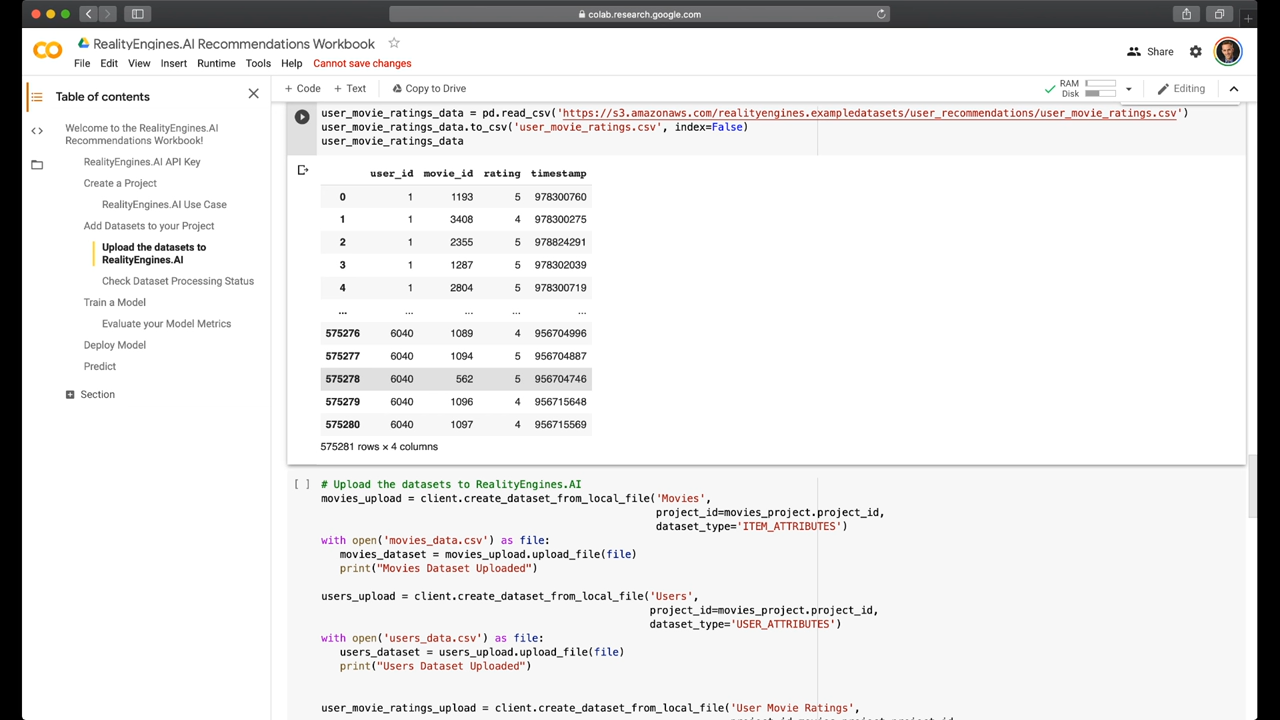 colab.research.google.com
RealityEngines.AI Recommendations Workbook
File Edit View Insert Runtime Tools Help Cannot save changes
Share
Table of contents
+ Code + Text Copy to Drive
RAM
Disk
Editing
Welcome to the RealityEngines.AI
Recommendations Workbook!
RealityEngines.AI API Key
Create a Project
RealityEngines.AI Use Case
Add Datasets to your Project
Upload the datasets to
RealityEngines.AI
Check Dataset Processing Status
Train a Model
Evaluate your Model Metrics
Deploy Model
Predict
Section
user_movie_ratings_data = pd.read_csv('https://s3.amazonaws.com/realityengines.exampledatasets/user_recommendations/user_movie_ratings.csv')
user_movie_ratings_data.to_csv('user_movie_ratings.csv', index=False)
user_movie_ratings_data
user_id movie_id rating timestamp
0 1 1193 5 978300760
1 1 3408 4 978300275
2 1 2355 5 978824291
3 1 1287 5 978302039
4 1 2804 5 978300719
... ... ... ... ...
575276 6040 1089 4 956704996
575277 6040 1094 5 956704887
575278 6040 562 5 956704746
575279 6040 1096 4 956715648
575280 6040 1097 4 956715569
575281 rows × 4 columns
[ ] # Upload the datasets to RealityEngines.AI
movies_upload = client.create_dataset_from_local_file('Movies',
project_id=movies_project.project_id,
dataset_type='ITEM_ATTRIBUTES')
with open('movies_data.csv') as file:
movies_dataset = movies_upload.upload_file(file)
print("Movies Dataset Uploaded")
users_upload = client.create_dataset_from_local_file('Users',
project_id=movies_project.project_id,
dataset_type='USER_ATTRIBUTES')
with open('users_data.csv') as file:
users_dataset = users_upload.upload_file(file)
print("Users Dataset Uploaded")
user_movie_ratings_upload = client.create_dataset_from_local_file('User Movie Ratings',